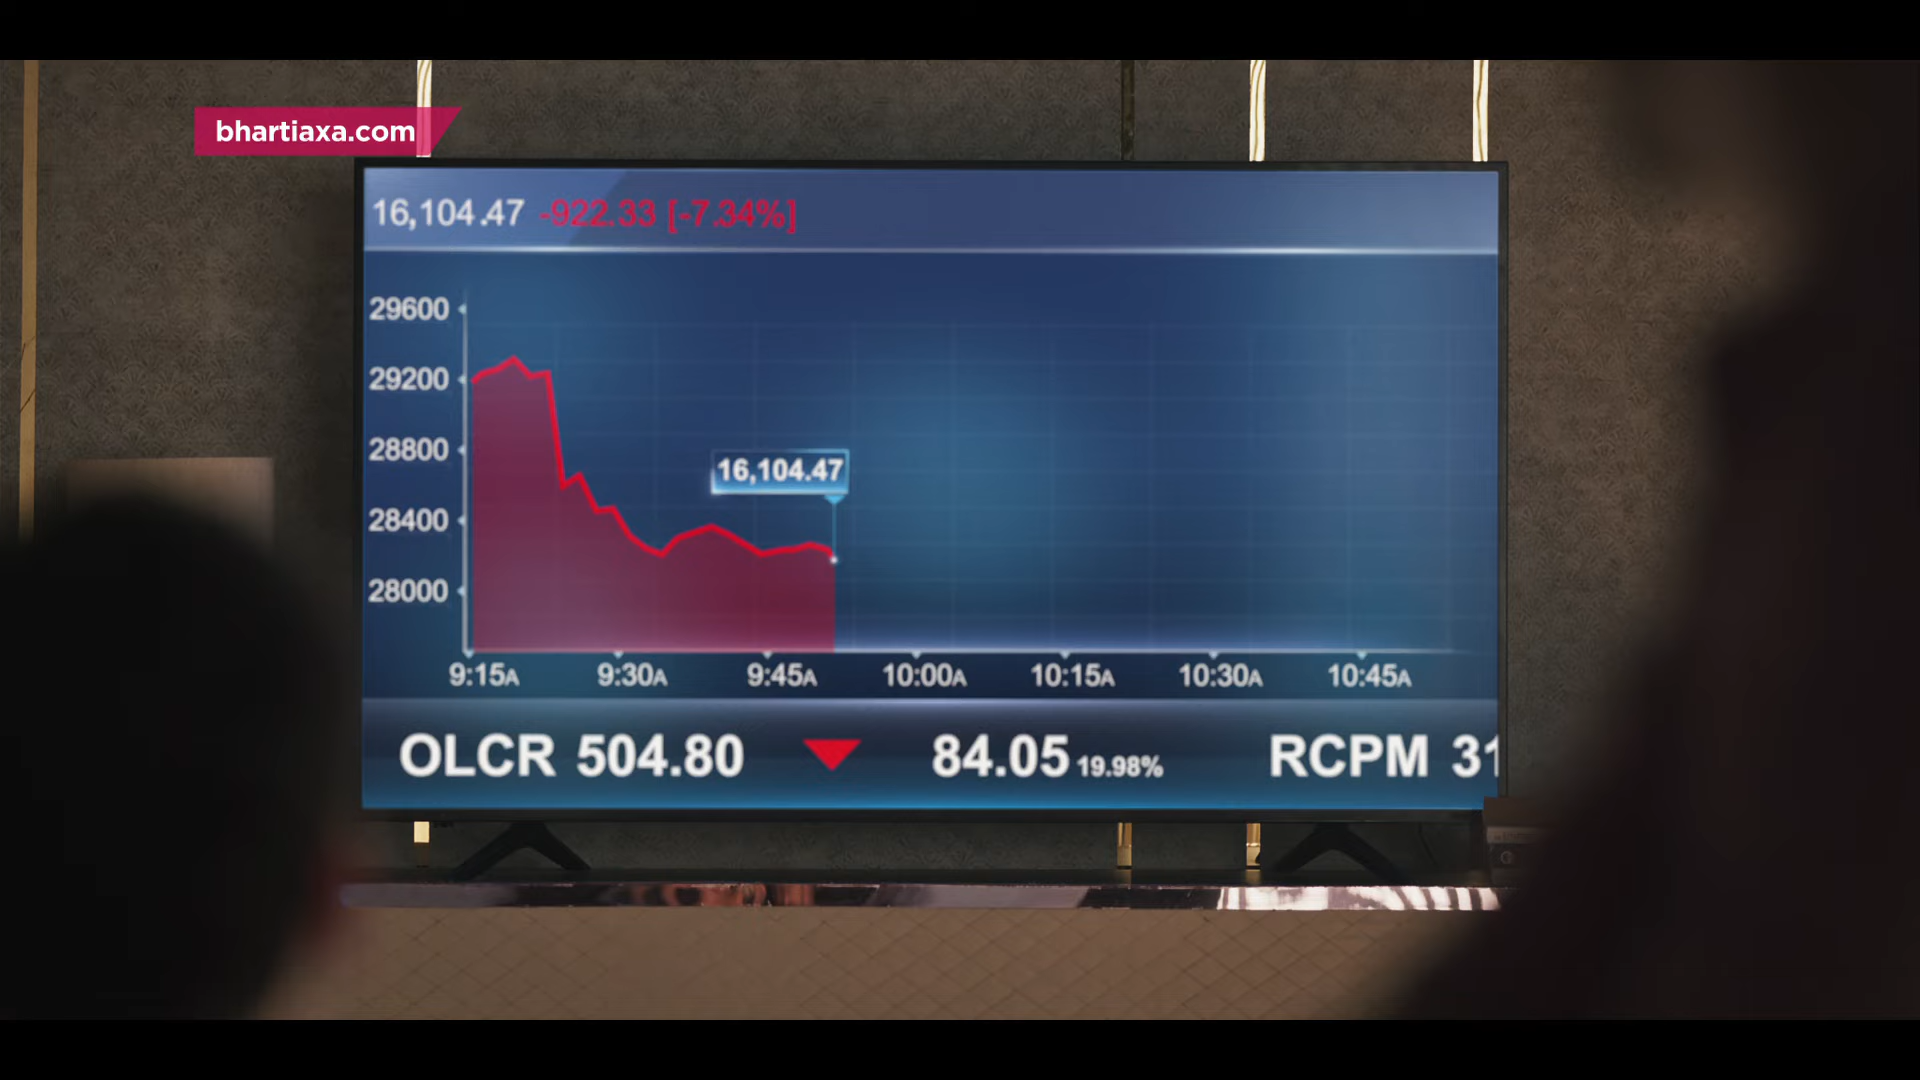 bhartiaxa.com
16,104.47 -922.33 [-7.34%]
29600
29200
28800
28400
28000
16,104.47
9:15A 9:30A 9:45A 10:00A 10:15A 10:30A 10:45A
OLCR 504.80 84.05 19.98% RCPM 31